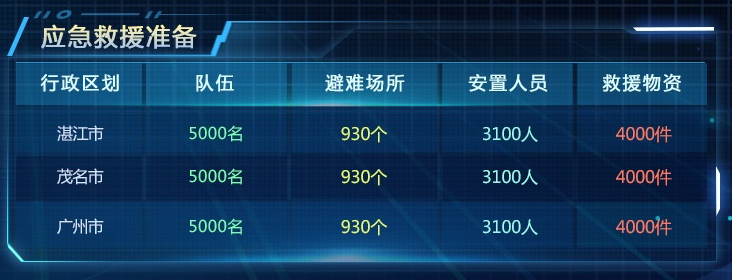 应急救援准备
行政区划 队伍 避难场所 安置人员 救援物资
湛江市 5000名 930个 3100人 4000件
茂名市 5000名 930个 3100人 4000件
广州市 5000名 930个 3100人 4000件